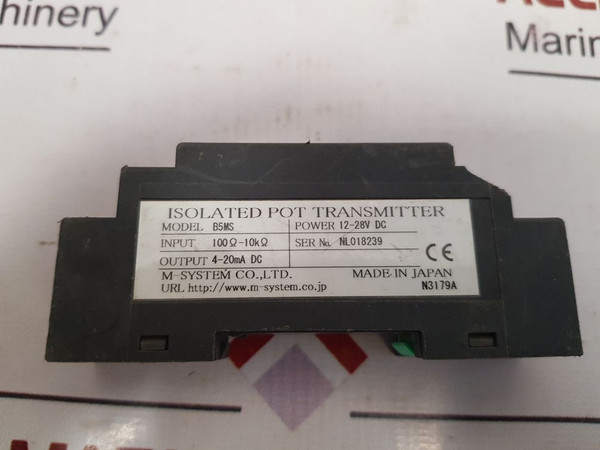 hinery
Marin
ISOLATED POT TRANSMITTER
MODEL B5MS POWER 12-28V DC
INPUT 100Ω-10kΩ SER No. NL018239
OUTPUT 4-20mA DC
CE
M-SYSTEM CO.,LTD. MADE IN JAPAN
URL http://www.m-system.co.jp N3179A